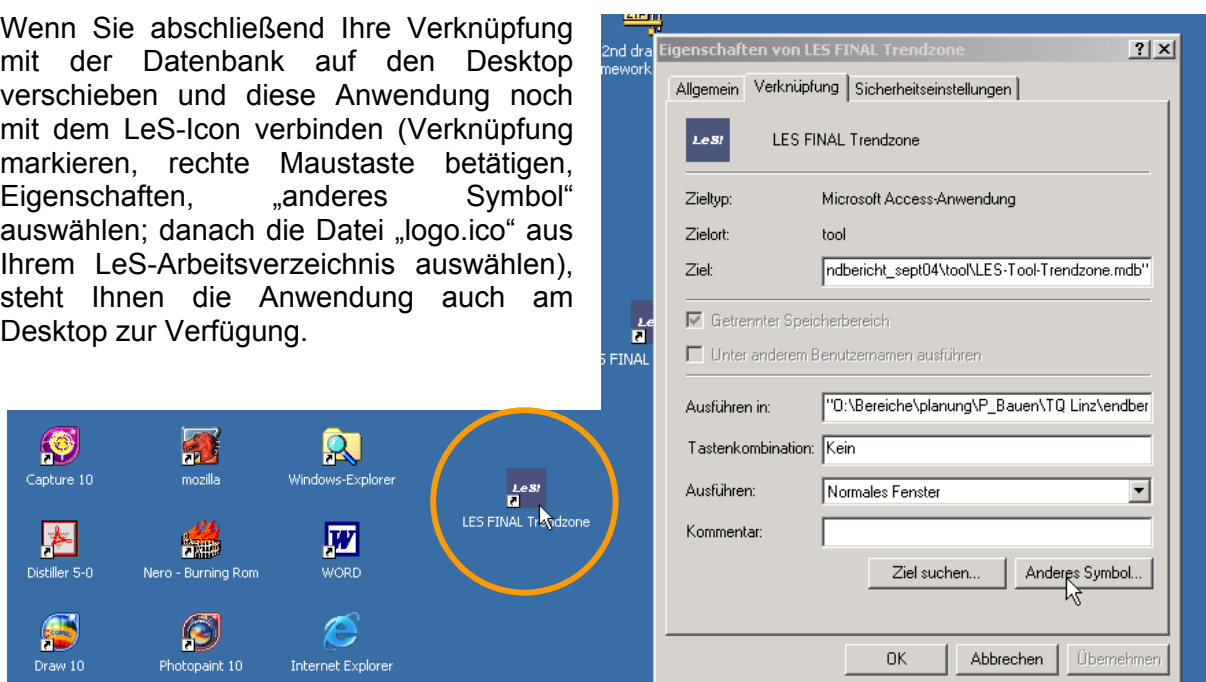 Wenn Sie abschließend Ihre Verknüpfung
mit der Datenbank auf den Desktop
verschieben und diese Anwendung noch
mit dem LeS-Icon verbinden (Verknüpfung
markieren, rechte Maustaste betätigen,
Eigenschaften, „anderes Symbol“
auswählen; danach die Datei „logo.ico“ aus
Ihrem LeS-Arbeitsverzeichnis auswählen),
steht Ihnen die Anwendung auch am
Desktop zur Verfügung.
2nd dra
mework
Le
S FINAL
Eigenschaften von LES FINAL Trendzone
Allgemein Verknüpfung Sicherheitseinstellungen
LeS! LES FINAL Trendzone
Zieltyp: Microsoft Access-Anwendung
Zielort: tool
Ziel: ndbericht_sept04\tool\LES-Tool-Trendzone.mdb"
Getrennter Speicherbereich
Unter anderem Benutzernamen ausführen
Ausführen in: "O:\Bereiche\planung\P_Bauen\TQ Linz\endber
Tastenkombination: Kein
Ausführen: Normales Fenster
Kommentar:
Ziel suchen... Anderes Symbol...
OK Abbrechen Übernehmen
Capture 10 mozilla Windows-Explorer
LeS!
LES FINAL Trendzone
Distiller 5-0 Nero - Burning Rom WORD
Draw 10 Photopaint 10 Internet Explorer